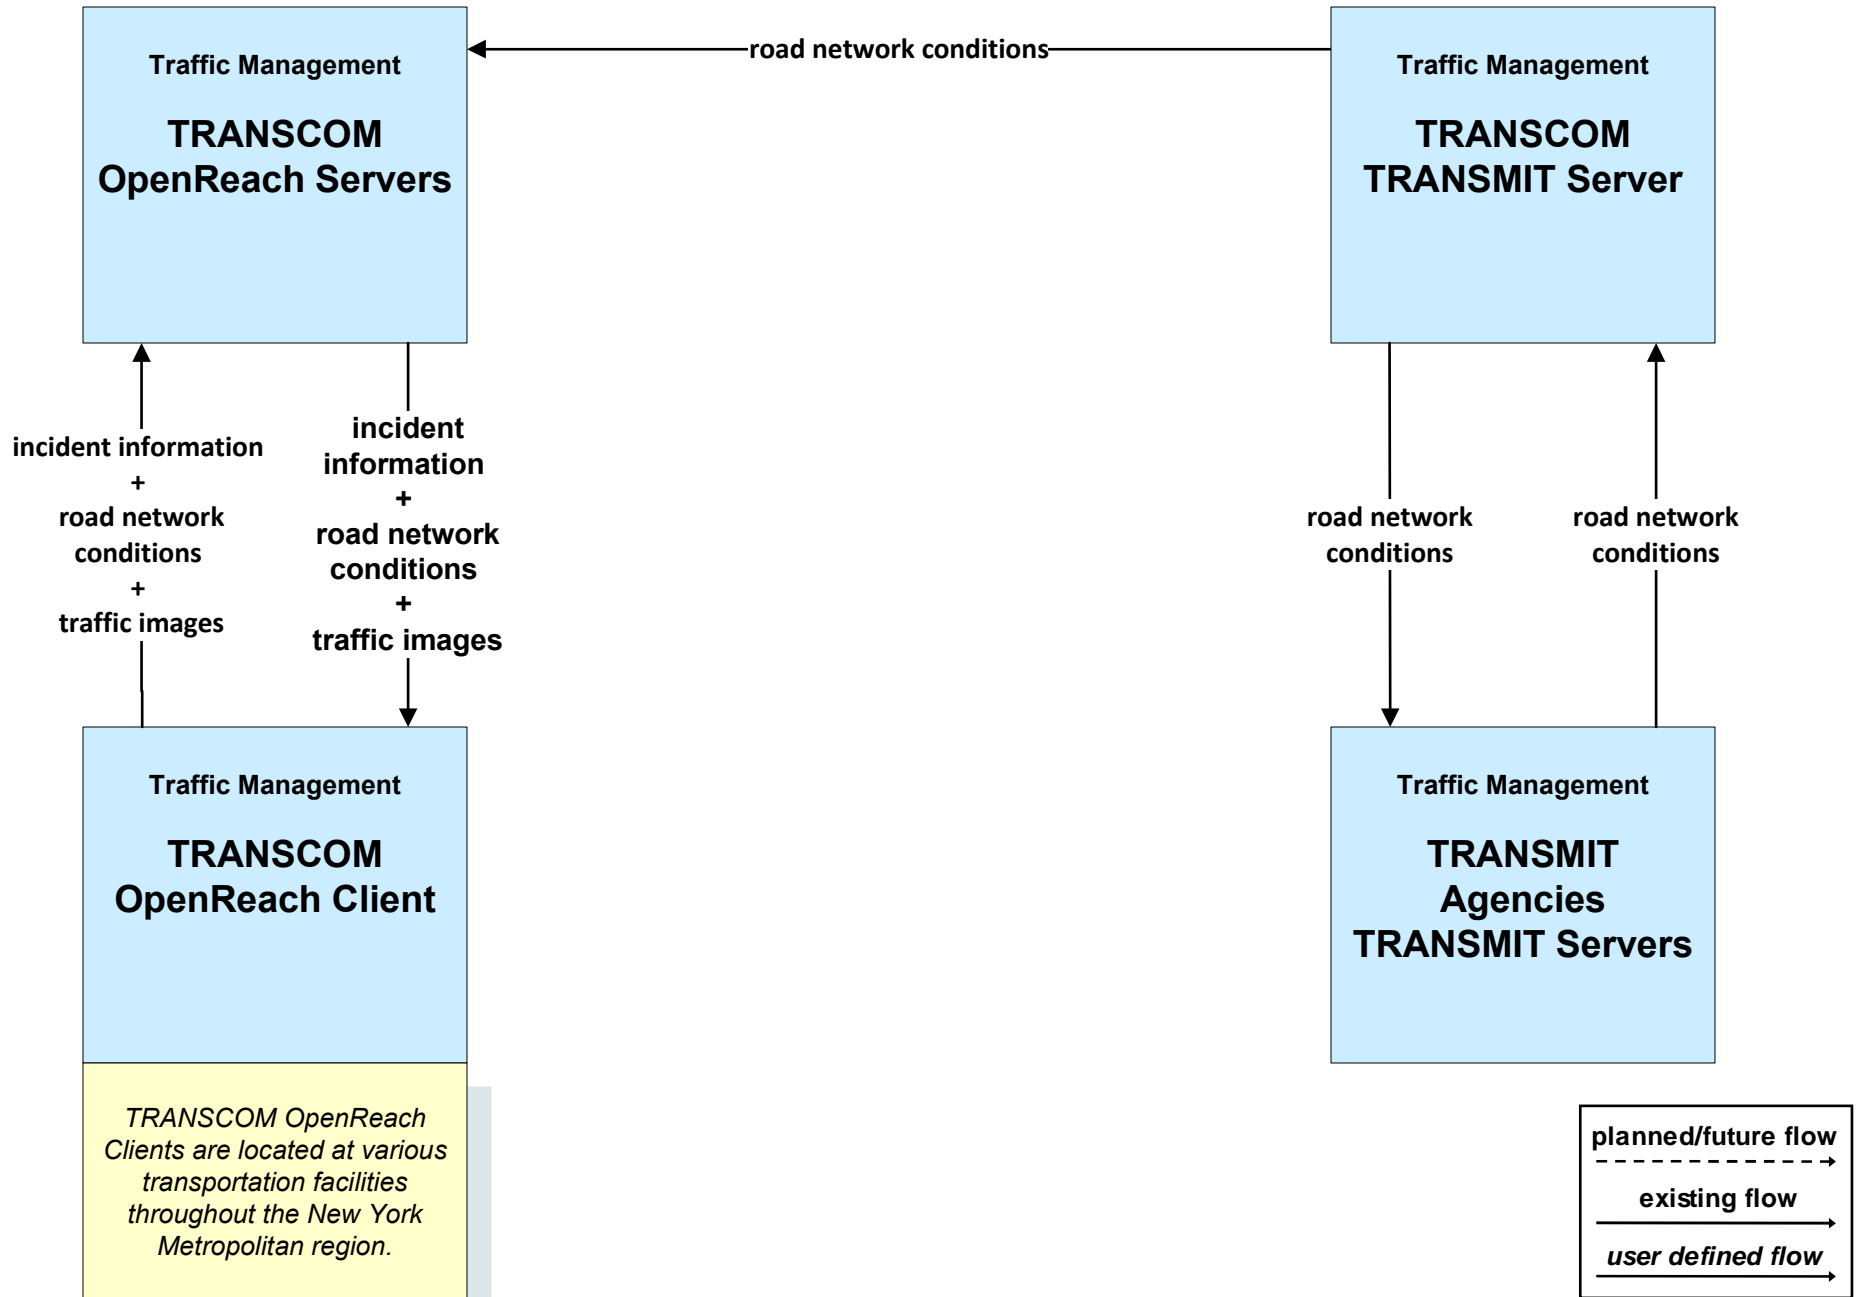 Traffic Management
TRANSCOM
OpenReach Servers
road network conditions
Traffic Management
TRANSCOM
TRANSMIT Server
incident information
+
road network
conditions
+
traffic images
incident
information
+
road network
conditions
+
traffic images
road network
conditions
road network
conditions
Traffic Management
TRANSCOM
OpenReach Client
Traffic Management
TRANSMIT
Agencies
TRANSMIT Servers
TRANSCOM OpenReach
Clients are located at various
transportation facilities
throughout the New York
Metropolitan region.
planned/future flow
existing flow
user defined flow